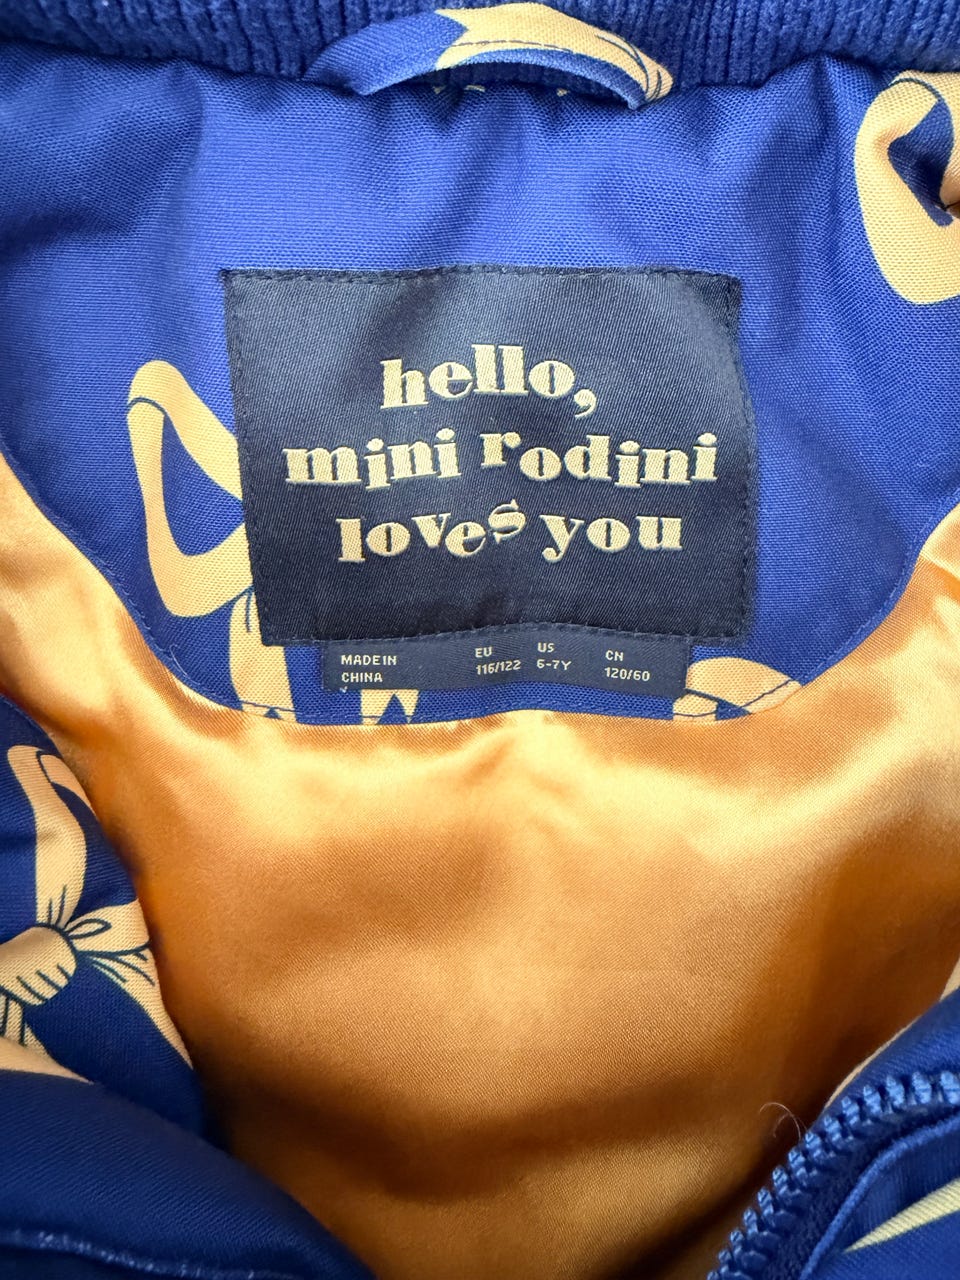 hello,
mini rodini
loves you
MADE IN
CHINA
EU
116/122
US
6-7Y
CN
120/60